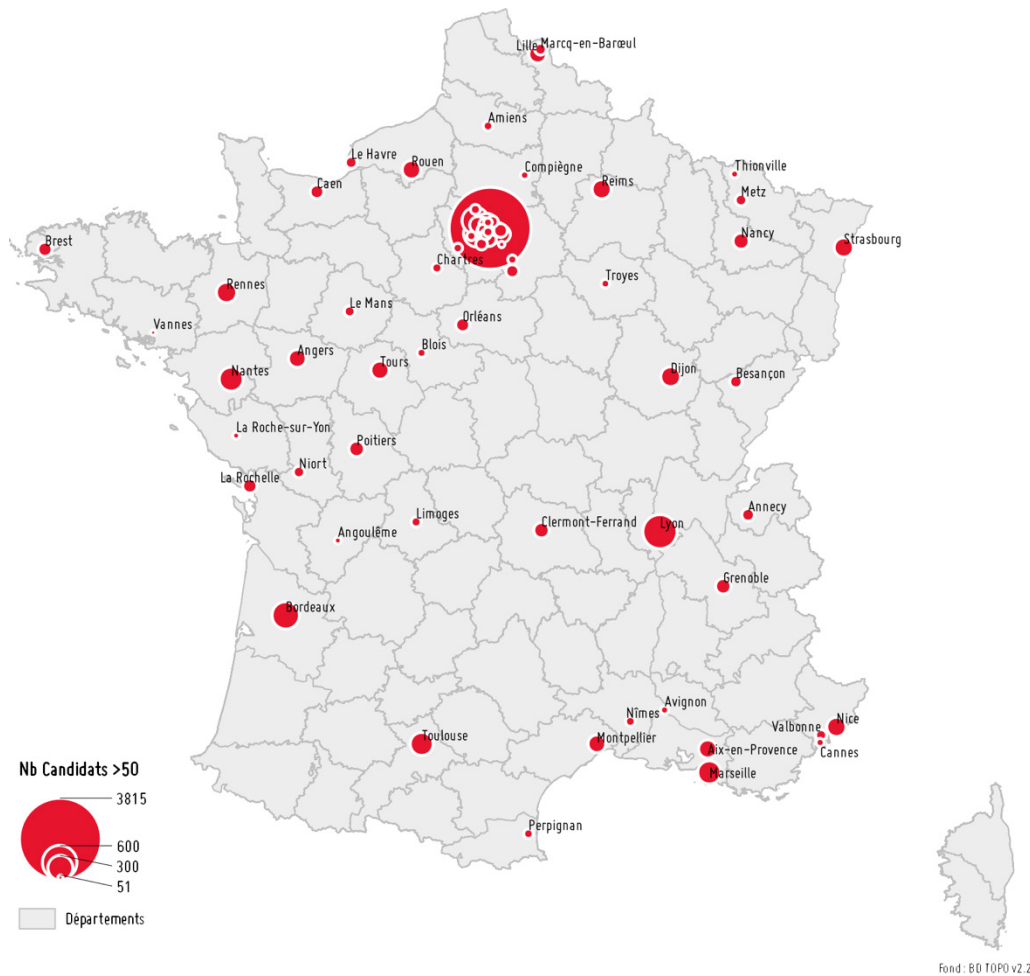 Lille
Marcq-en-Barœul
Amiens
Le Havre
Rouen
Compiègne
Thionville
Caen
Reims
Metz
Brest
Nancy
Strasbourg
Chartres
Rennes
Troyes
Le Mans
Vannes
Orléans
Blois
Angers
Tours
Nantes
Dijon
Besançon
La Roche-sur-Yon
Poitiers
Niort
La Rochelle
Limoges
Clermont-Ferrand
Lyon
Annecy
Angoulême
Grenoble
Bordeaux
Avignon
Nîmes
Valbonne
Nice
Toulouse
Montpellier
Aix-en-Provence
Cannes
Marseille
Perpignan
Nb Candidats >50
3815
600
300
51
Départements
Fond : BD TOPO v2.2